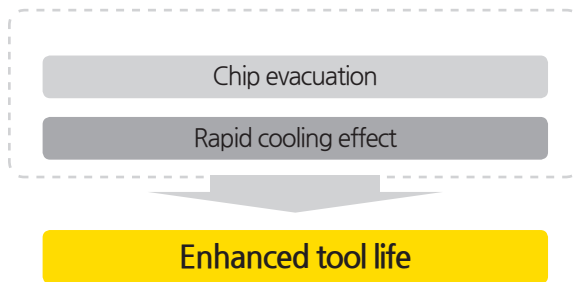 Chip evacuation
Rapid cooling effect
Enhanced tool life